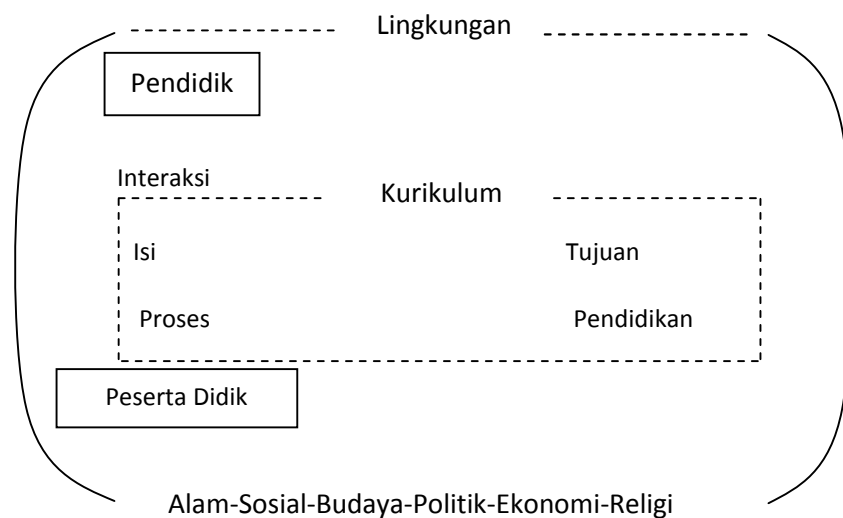 Lingkungan
Pendidik
Interaksi
Kurikulum
Isi
Tujuan
Proses
Pendidikan
Peserta Didik
Alam-Sosial-Budaya-Politik-Ekonomi-Religi